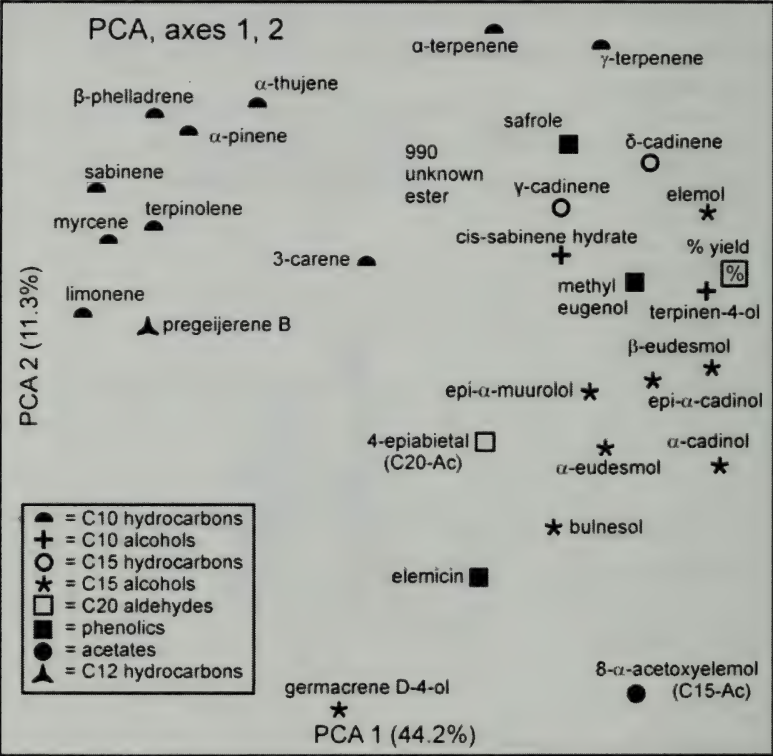 PCA, axes 1, 2
α-terpenene
γ-terpenene
α-thujene
β-phelladrene
α-pinene
safrole
δ-cadinene
990
unknown
ester
sabinene
γ-cadinene
elemol
myrcene
terpinolene
cis-sabinene hydrate
% yield
%
3-carene
methyl
eugenol
terpinen-4-ol
limonene
pregeijerene B
β-eudesmol
epi-α-muurolol
epi-α-cadinol
4-epiabietal
(C20-Ac)
α-eudesmol
α-cadinol
bulnesol
elemicin
= C10 hydrocarbons
= C10 alcohols
= C15 hydrocarbons
= C15 alcohols
= C20 aldehydes
= phenolics
= acetates
= C12 hydrocarbons
germacrene D-4-ol
8-α-acetoxyelemol
(C15-Ac)
PCA 1 (44.2%)
PCA 2 (11.3%)